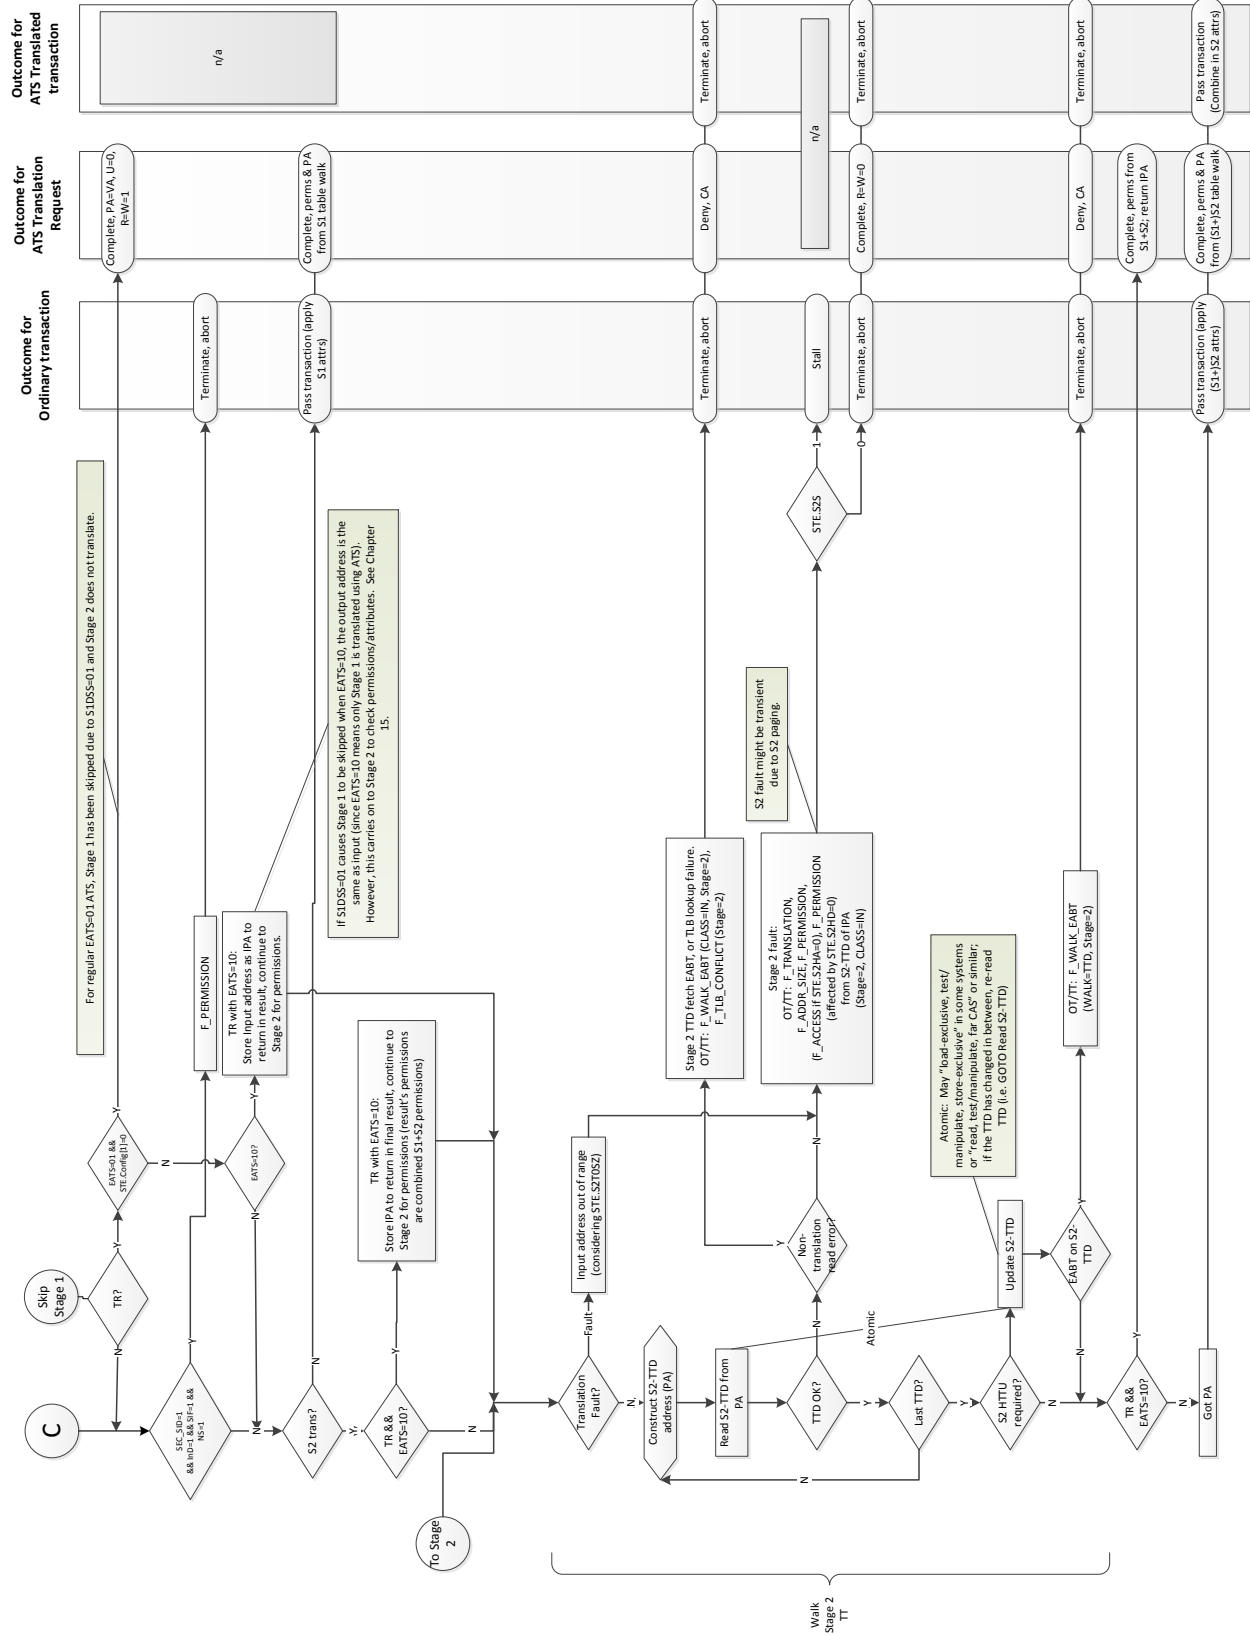 Outcome for
ATS Translated
transaction
Outcome for
ATS Translation
Request
Outcome for
Ordinary transaction
n/a
Complete, PA=VA, U=0,
R=W=1
For regular EATS=01 ATS, Stage 1 has been skipped due to S1DSS=01 and Stage 2 does not translate.
Y
EATS=01 &&
STE.Config[1]=0
Y
TR?
Skip
Stage 1
N
C
N
Terminate, abort
F_PERMISSION
Y
SEC_SID=1
&& InD=1 && SIF=1 &&
NS=1
N
TR with EATS=10:
Store Input address as IPA to
return in result, continue to
Stage 2 for permissions.
Y
EATS=10?
N
If S1DSS=01 causes Stage 1 to be skipped when EATS=10, the output address is the
same as input (since EATS=10 means only Stage 1 is translated using ATS).
However, this carries on to Stage 2 to check permissions/attributes. See Chapter
15.
Complete, perms & PA
from S1 table walk
Pass transaction (apply
S1 attrs)
N
S2 trans?
Y
TR with EATS=10:
Store IPA to return in final result, continue to
Stage 2 for permissions (result's permissions
are combined S1+S2 permissions)
Y
TR &&
EATS=10?
N
To Stage
2
Input address out of range
(considering STE.S2T0SZ)
Fault
Translation
Fault?
N
Construct S2-TTD
address (PA)
Terminate, abort
Deny, CA
Terminate, abort
Stage 2 TTD fetch EABT, or TLB lookup failure.
OT/TT: F_WALK_EABT (CLASS=IN, Stage=2),
F_TLB_CONFLICT (Stage=2)
Read S2-TTD from
PA
S2 fault might be transient
due to S2 paging.
n/a
Stall
1
STE.S2S
0
Terminate, abort
Complete, R=W=0
Terminate, abort
Stage 2 fault:
OT/TT: F_TRANSLATION,
F_ADDR_SIZE, F_PERMISSION,
(F_ACCESS if STE.S2HA=0), F_PERMISSION
(affected by STE.S2HD=0)
from S2-TTD of IPA
(Stage=2, CLASS=IN)
N
Y
Non-
translation
read error?
N
TTD OK?
Y
Atomic
Last TTD?
N
Y
Atomic: May "load-exclusive, test/
manipulate, store-exclusive" in some systems
or "read, test/manipulate, far CAS" or similar;
if the TTD has changed in between, re-read
TTD (i.e. GOTO Read S2-TTD)
Update S2-TTD
Y
S2 HTTU
required?
N
Terminate, abort
Deny, CA
Terminate, abort
OT/TT: F_WALK_EABT
(WALK=TTD, Stage=2)
Y
EABT on S2-
TTD
N
Complete, perms from
S1+S2; return IPA
Y
TR &&
EATS=10?
N
Pass transaction
(Combine in S2 attrs)
Complete, perms & PA
from (S1+)S2 table walk
Pass transaction (apply
(S1+)S2 attrs)
Got PA
Walk
Stage 2
TT